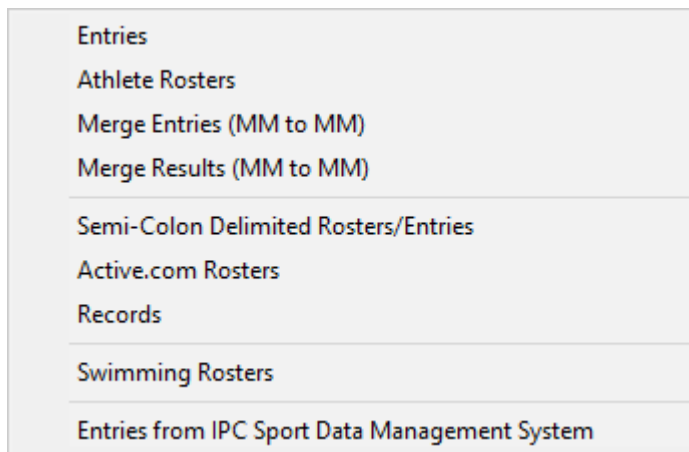 Entries
Athlete Rosters
Merge Entries (MM to MM)
Merge Results (MM to MM)
Semi-Colon Delimited Rosters/Entries
Active.com Rosters
Records
Swimming Rosters
Entries from IPC Sport Data Management System